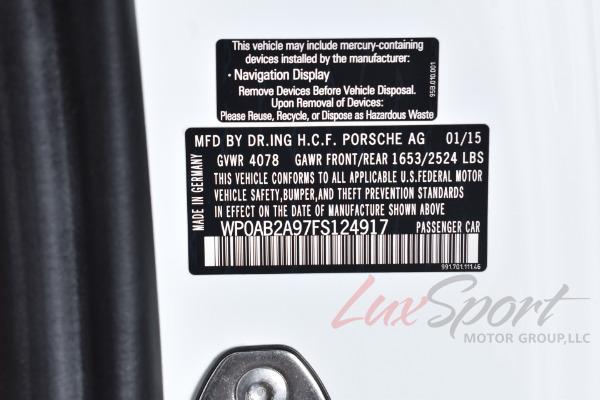 This vehicle may include mercury-containing
devices installed by the manufacturer:
· Navigation Display
Remove Devices Before Vehicle Disposal.
Upon Removal of Devices:
Please Reuse, Recycle, or Dispose as Hazardous Waste
95B.010.001
MFD BY DR.ING H.C.F. PORSCHE AG 01/15
GVWR 4078 GAWR FRONT/REAR 1653/2524 LBS
THIS VEHICLE CONFORMS TO ALL APPLICABLE U.S.FEDERAL MOTOR
VEHICLE SAFETY,BUMPER,AND THEFT PREVENTION STANDARDS
IN EFFECT ON THE DATE OF MANUFACTURE SHOWN ABOVE
WP0AB2A97FS124917 PASSENGER CAR
MADE IN GERMANY
991.701.111.46
LuxSport
MOTOR GROUP,LLC